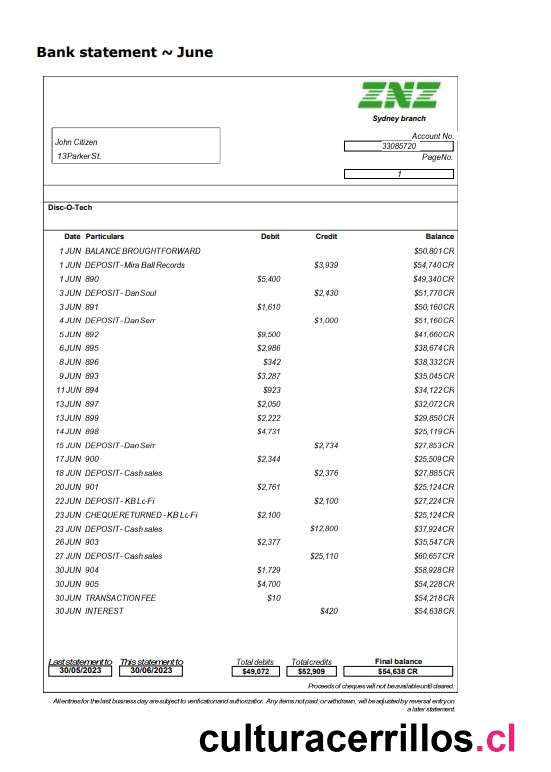 Bank statement ~ June
ZNZ
Sydney branch
Account No.
John Citizen
33085720
13ParkerSt.
PageNo.
1
Disc-O-Tech
Date Particulars Debit Credit Balance
1 JUN BALANCE BROUGHT FORWARD $50,801 CR
1 JUN DEPOSIT - Mira Ball Records $3,939 $54,740 CR
1 JUN 890 $5,400 $49,340 CR
3 JUN DEPOSIT - Dan Soul $2,430 $51,770 CR
3 JUN 891 $1,610 $50,160 CR
4 JUN DEPOSIT - Dan Serr $1,000 $51,160 CR
5 JUN 892 $9,500 $41,660 CR
6 JUN 895 $2,986 $38,674 CR
8 JUN 896 $342 $38,332 CR
9 JUN 893 $3,287 $35,045 CR
11 JUN 894 $923 $34,122 CR
13 JUN 897 $2,050 $32,072 CR
13 JUN 899 $2,222 $29,850 CR
14 JUN 898 $4,731 $25,119 CR
15 JUN DEPOSIT - Dan Serr $2,734 $27,853 CR
17 JUN 900 $2,344 $25,509 CR
18 JUN DEPOSIT - Cash sales $2,376 $27,885 CR
20 JUN 901 $2,761 $25,124 CR
22 JUN DEPOSIT - KB Lo-Fi $2,100 $27,224 CR
23 JUN CHEQUE RETURNED - KB Lo-Fi $2,100 $25,124 CR
23 JUN DEPOSIT - Cash sales $12,800 $37,924 CR
26 JUN 903 $2,377 $35,547 CR
27 JUN DEPOSIT - Cash sales $25,110 $60,657 CR
30 JUN 904 $1,729 $58,928 CR
30 JUN 905 $4,700 $54,228 CR
30 JUN TRANSACTION FEE $10 $54,218 CR
30 JUN INTEREST $420 $54,638 CR
Last statement to This statement to Total debits Total credits Final balance
30/05/2023 30/06/2023 $49,072 $52,909 $54,638 CR
Proceeds of cheques will not be available until cleared.
All entries for the last business day are subject to verification and authorization. Any items not paid, or withdrawn, will be adjusted by reversal entry on
a later statement.
culturacerrillos.cl